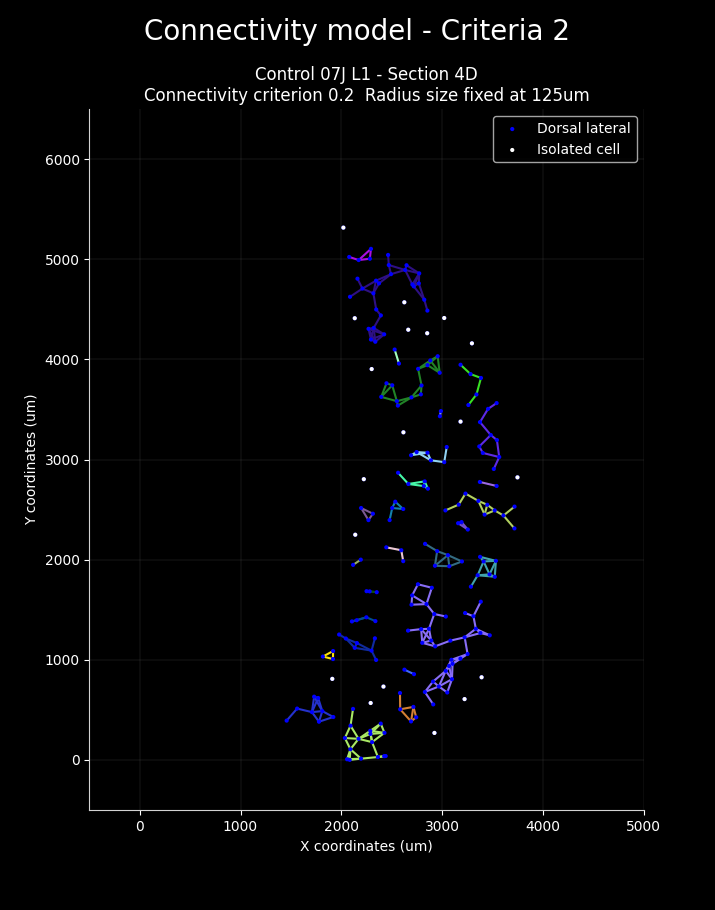 Connectivity model - Criteria 2
Control 07J L1 - Section 4D
Connectivity criterion 0.2  Radius size fixed at 125um
Dorsal lateral
Isolated cell
6000
5000
4000
3000
2000
1000
0
Y coordinates (um)
0
1000
2000
3000
4000
5000
X coordinates (um)